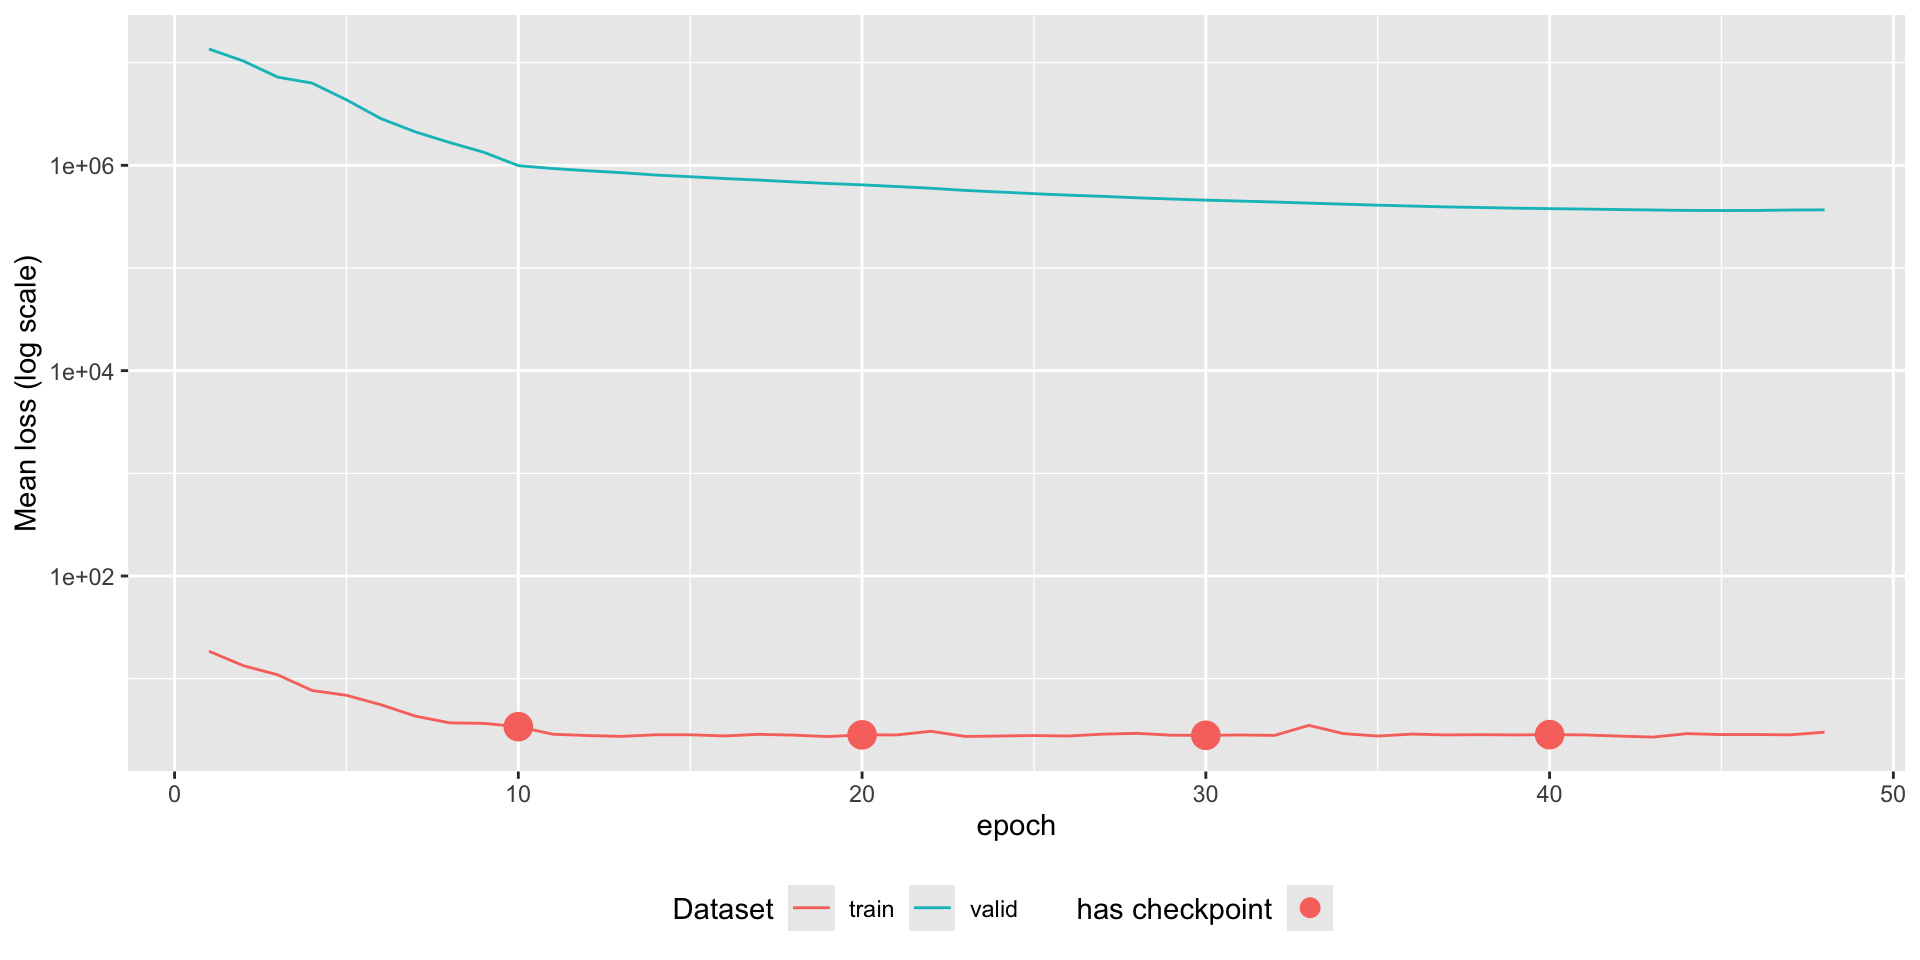 Mean loss (log scale)
1e+06
1e+04
1e+02
0 10 20 30 40 50
epoch
Dataset train valid has checkpoint